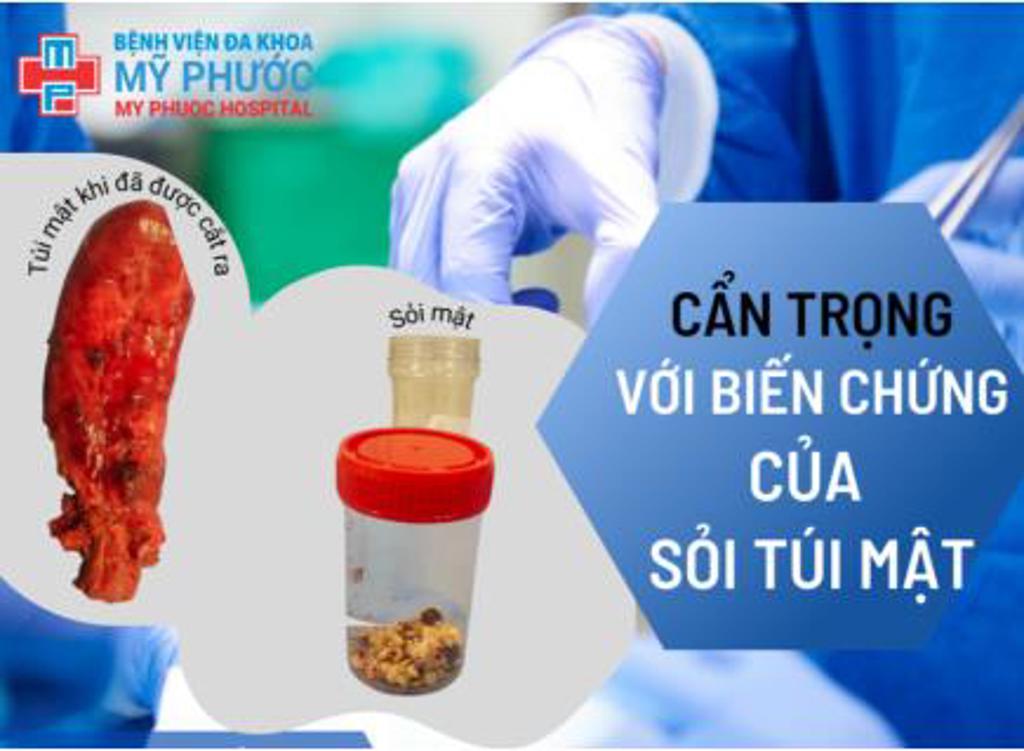 BỆNH VIỆN ĐA KHOA
MỸ PHƯỚC
MY PHUOC HOSPITAL
Túi mật khi đã được cắt ra
Sỏi mật
CẨN TRỌNG
VỚI BIẾN CHỨNG
CỦA
SỎI TÚI MẬT